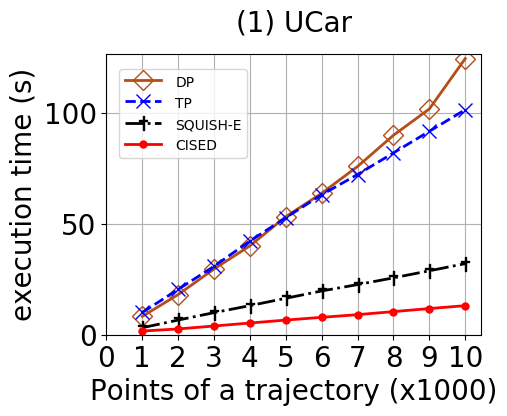 (1) UCar
execution time (s)
100
50
0
DP
TP
SQUISH-E
CISED
0 1 2 3 4 5 6 7 8 9 10
Points of a trajectory (x1000)